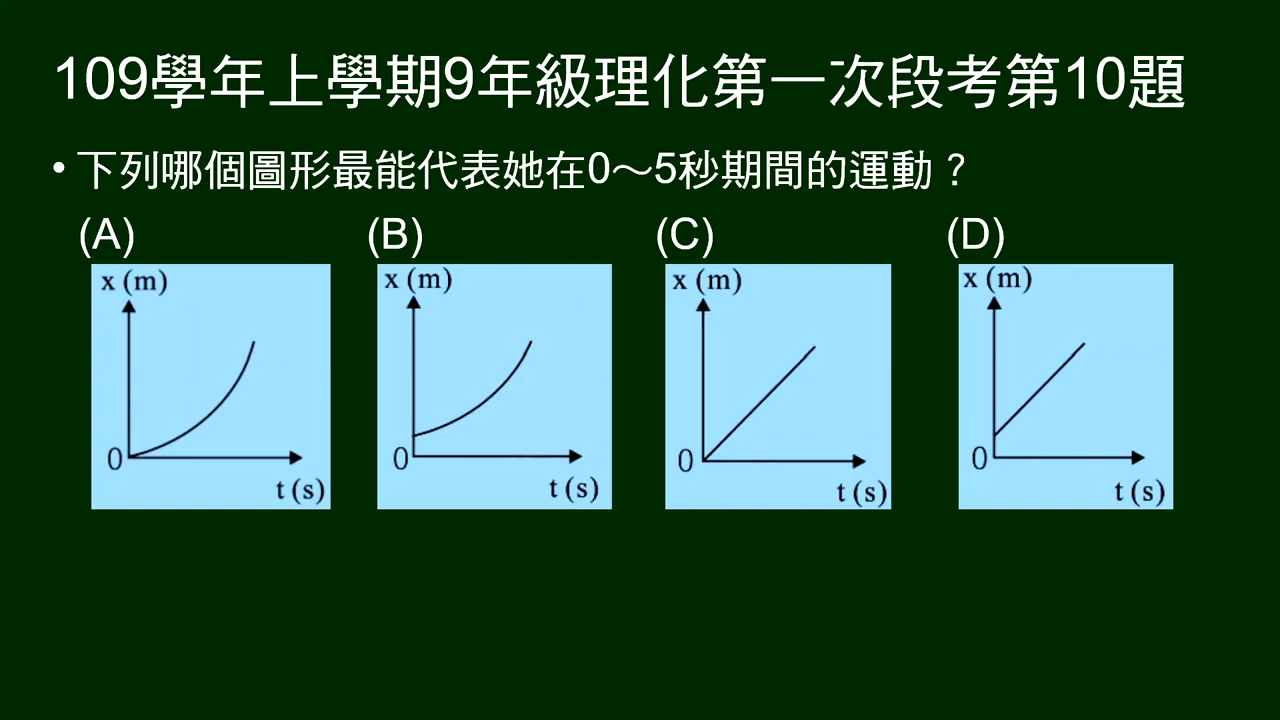 109學年上學期9年級理化第一次段考第10題
• 下列哪個圖形最能代表她在0～5秒期間的運動？
(A) (B) (C) (D)
x (m) x (m) x (m) x (m)
0 0 0 0
t (s) t (s) t (s) t (s)